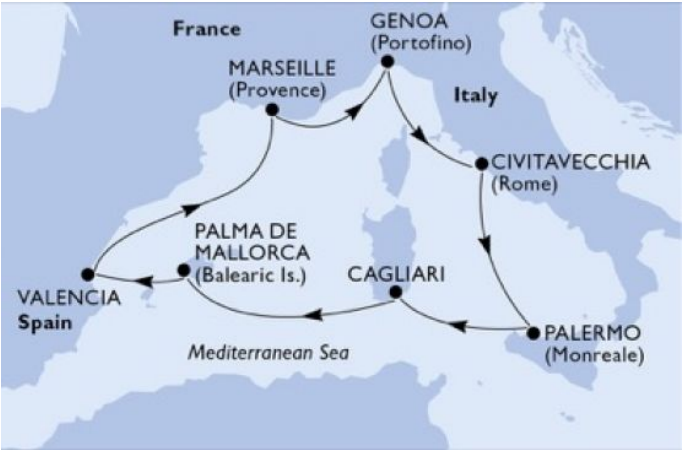 France
GENOA
(Portofino)
MARSEILLE
(Provence)
Italy
CIVITAVECCHIA
(Rome)
PALMA DE
MALLORCA
(Balearic Is.)
CAGLIARI
VALENCIA
Spain
PALERMO
(Monreale)
Mediterranean Sea